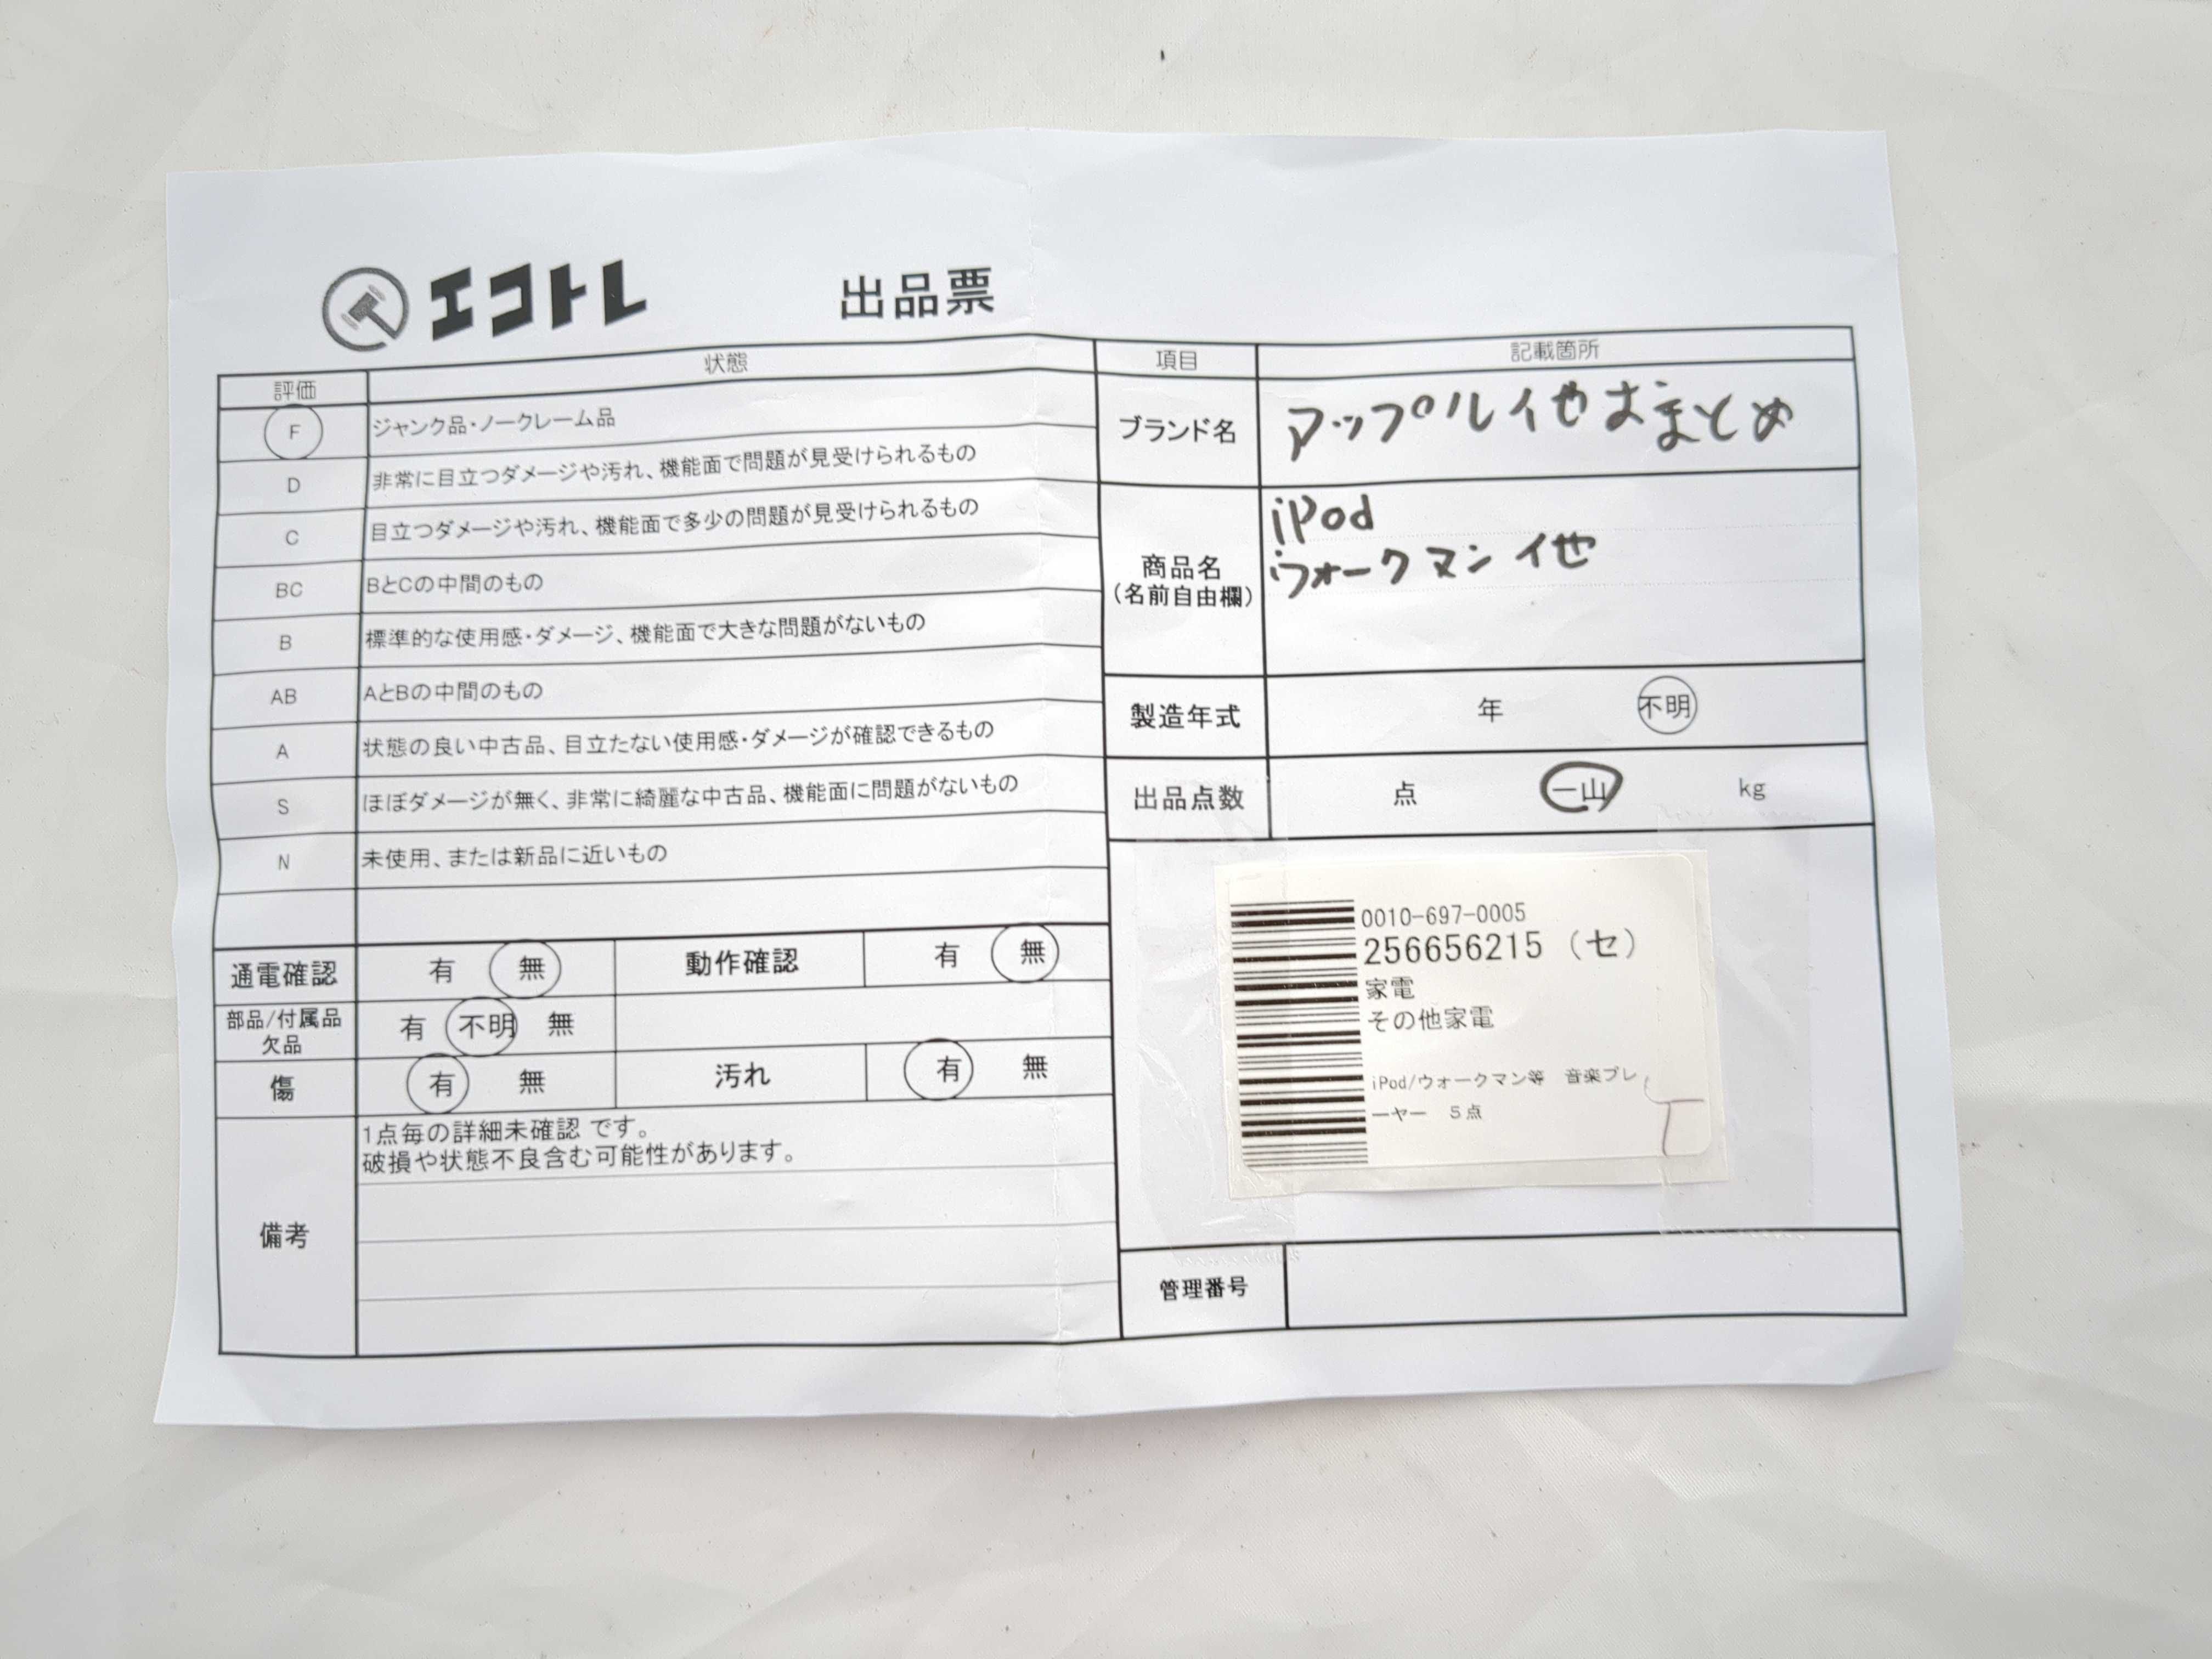 エコトレ 出品票
評価 状態
F ジャンク品・ノークレーム品
D 非常に目立つダメージや汚れ、機能面で問題が見受けられるもの
C 目立つダメージや汚れ、機能面で多少の問題が見受けられるもの
BC BとCの中間のもの
B 標準的な使用感・ダメージ、機能面で大きな問題がないもの
AB AとBの中間のもの
A 状態の良い中古品、目立たない使用感・ダメージが確認できるもの
S ほぼダメージが無く、非常に綺麗な中古品、機能面に問題がないもの
N 未使用、または新品に近いもの
通電確認 有 無 動作確認 有 無
部品/付属品
欠品 有 不明 無
傷 有 無 汚れ 有 無
備考
1点毎の詳細未確認 です。
破損や状態不良含む可能性があります。
項目 記載箇所
ブランド名 アップル他おまとめ
商品名
(名前自由欄)
iPod
ウォークマン 他
製造年式 年 不明
出品点数 点 一山 kg
0010-697-0005
256656215 (セ)
家電
その他家電
iPod/ウォークマン等 音楽プレ
ーヤー 5点
管理番号